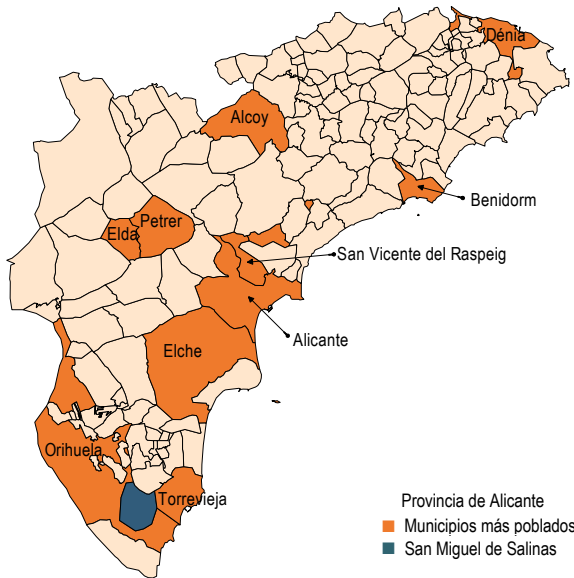 Dénia
Alcoy
Benidorm
Petrer
Elda
San Vicente del Raspeig
Alicante
Elche
Orihuela
Torrevieja
Provincia de Alicante
Municipios más poblados
San Miguel de Salinas